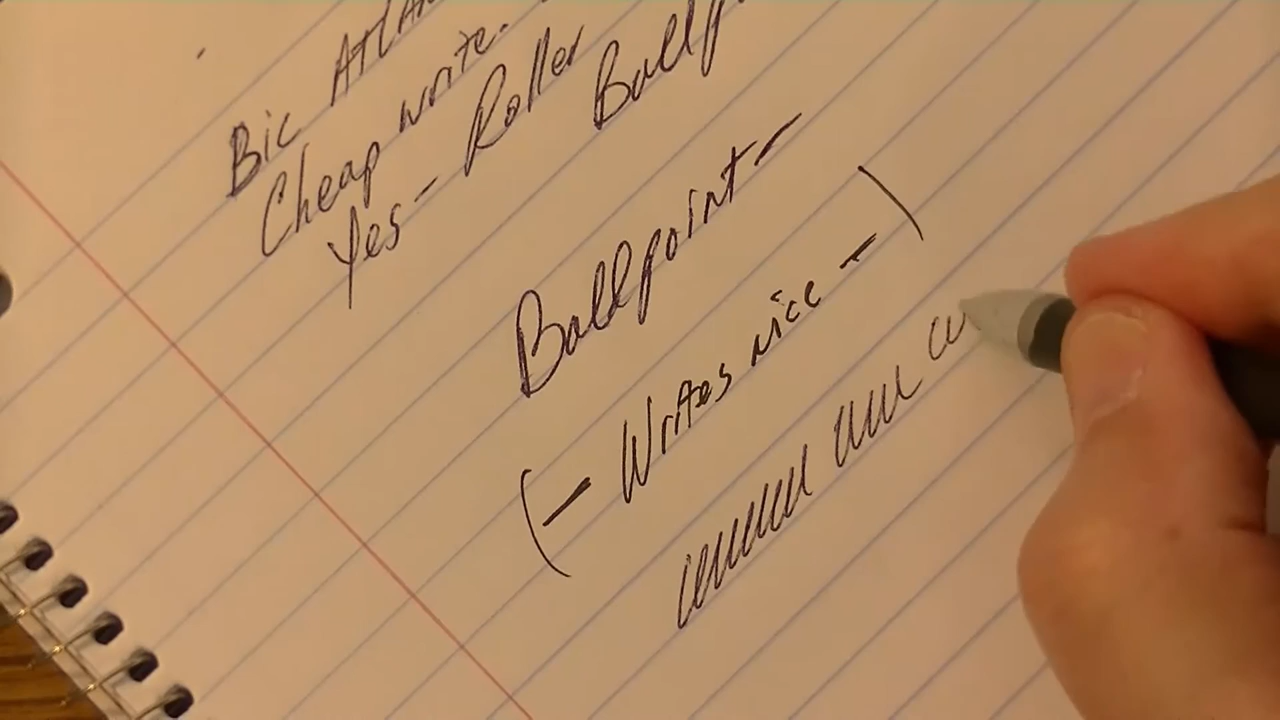 Bic
Cheap write.
Yes- Roller
Ballpoint-
(- Writes nice -)